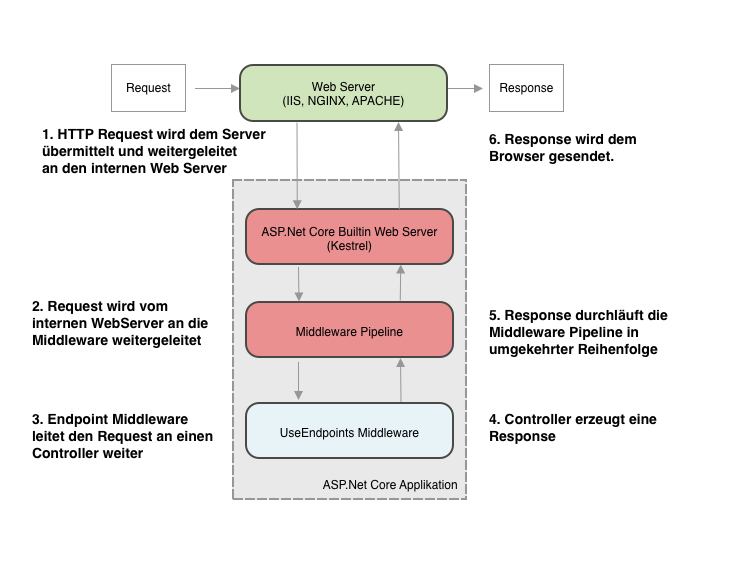 Request
Web Server
(IIS, NGINX, APACHE)
Response
1. HTTP Request wird dem Server
übermittelt und weitergeleitet
an den internen Web Server
6. Response wird dem
Browser gesendet.
ASP.Net Core Builtin Web Server
(Kestrel)
2. Request wird vom
internen WebServer an die
Middleware weitergeleitet
Middleware Pipeline
5. Response durchläuft die
Middleware Pipeline in
umgekehrter Reihenfolge
3. Endpoint Middleware
leitet den Request an einen
Controller weiter
UseEndpoints Middleware
4. Controller erzeugt eine
Response
ASP.Net Core Applikation